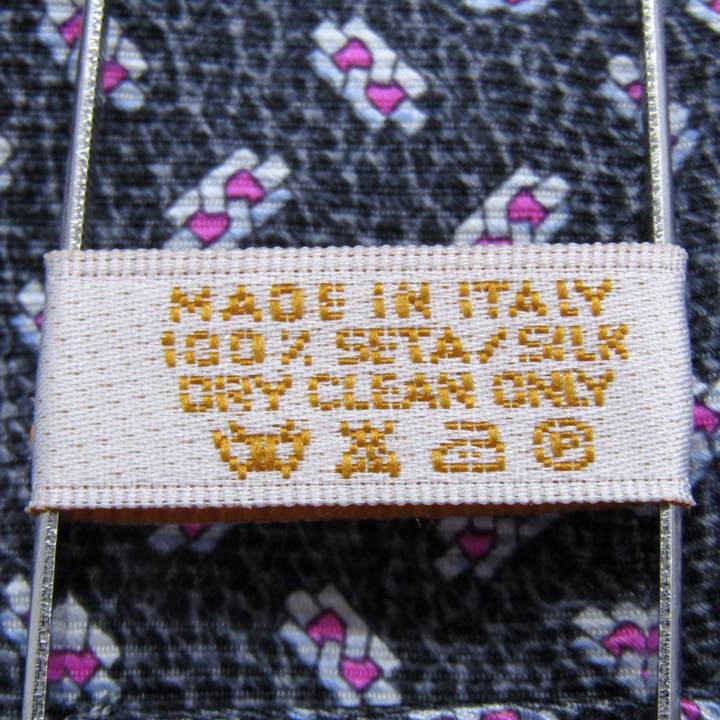 MADE IN ITALY
100% SETA/SILK
DRY CLEAN ONLY
P